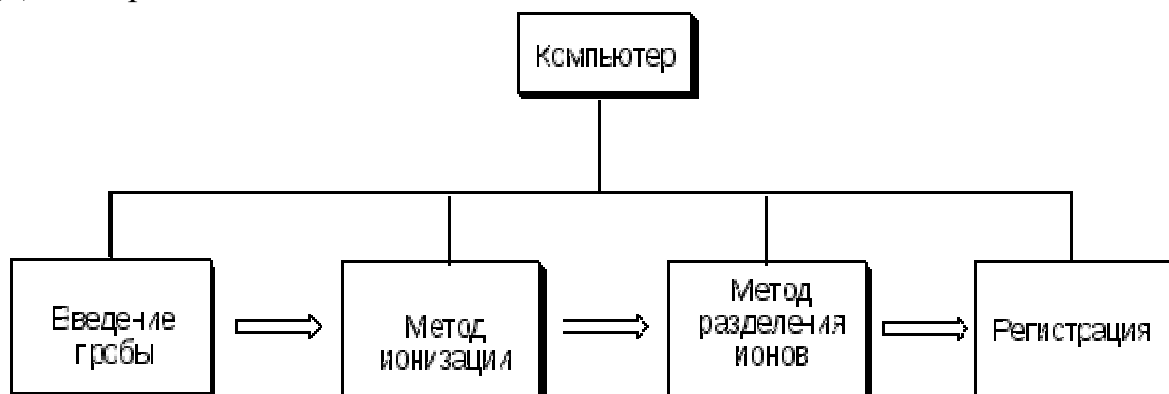 Компьютер
Введение
пробы
Метод
ионизации
Метод
разделения
ионов
Регистрация